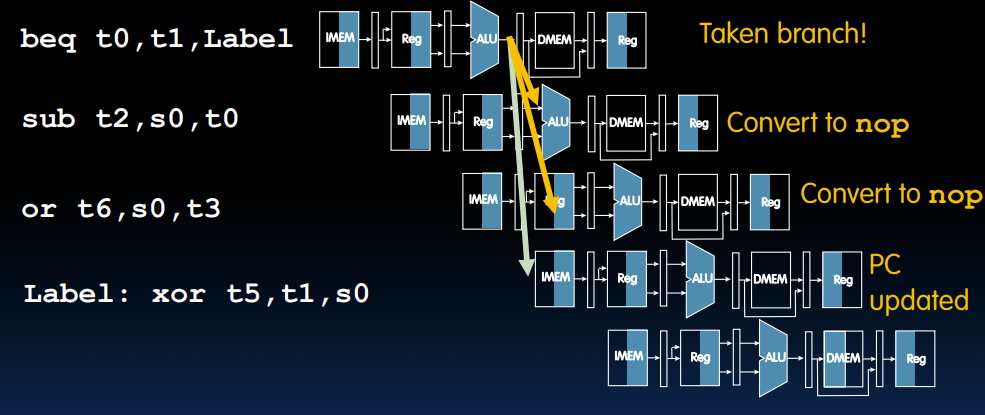 beq t0,t1,Label
IMEM Reg ALU DMEM Reg
Taken branch!
sub t2,s0,t0
IMEM Reg ALU DMEM Reg
Convert to nop
or t6,s0,t3
IMEM g ALU DMEM Reg
Convert to nop
Label: xor t5,t1,s0
IMEM Reg ALU DMEM Reg
PC
updated
IMEM Reg ALU DMEM Reg